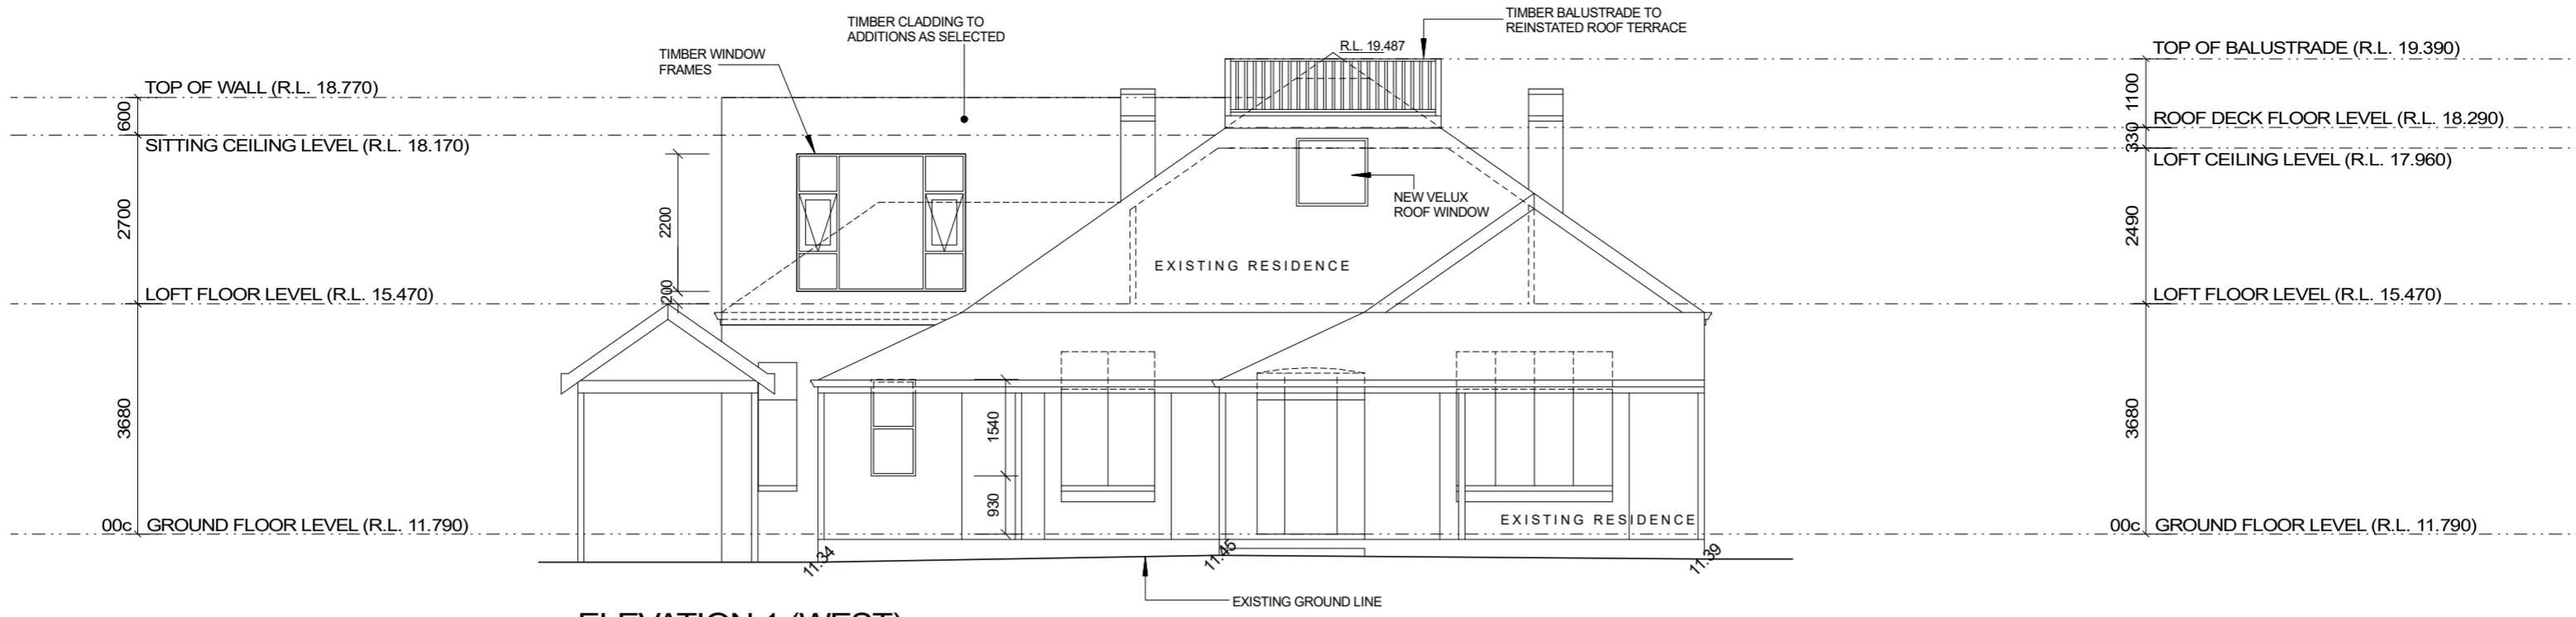 TIMBER CLADDING TO
ADDITIONS AS SELECTED
TIMBER BALUSTRADE TO
REINSTATED ROOF TERRACE
TIMBER WINDOW
FRAMES
R.L. 19.487
TOP OF BALUSTRADE (R.L. 19.390)
TOP OF WALL (R.L. 18.770)
600
1100
ROOF DECK FLOOR LEVEL (R.L. 18.290)
SITTING CEILING LEVEL (R.L. 18.170)
330
LOFT CEILING LEVEL (R.L. 17.960)
NEW VELUX
ROOF WINDOW
2700
2200
2490
EXISTING RESIDENCE
LOFT FLOOR LEVEL (R.L. 15.470)
200
LOFT FLOOR LEVEL (R.L. 15.470)
3680
1540
3680
930
EXISTING RESIDENCE
00c GROUND FLOOR LEVEL (R.L. 11.790)
00c GROUND FLOOR LEVEL (R.L. 11.790)
11.34
11.45
11.39
EXISTING GROUND LINE
ELEVATION 1 (WEST)